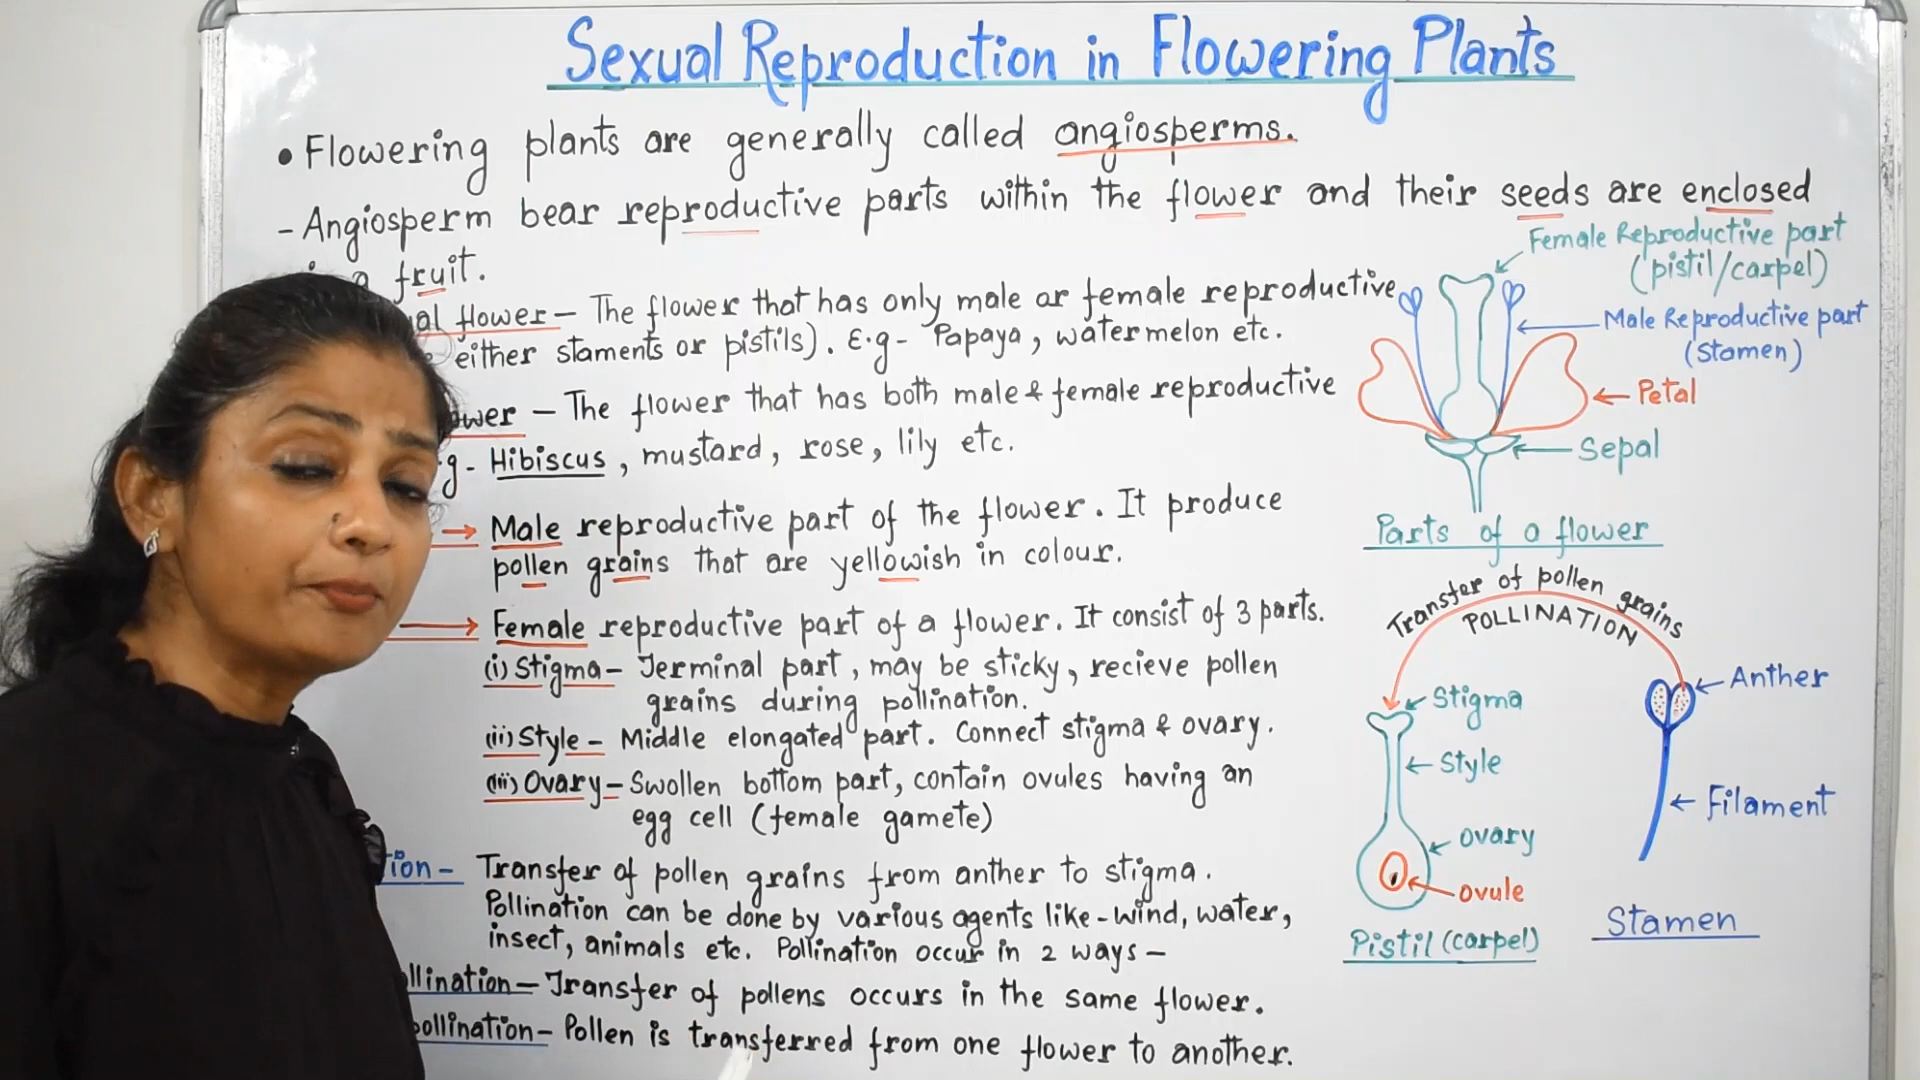 Sexual Reproduction in Flowering Plants
• Flowering plants are generally called angiosperms.
- Angiosperm bear reproductive parts within the flower and their seeds are enclosed
fruit.
flower – The flower that has only male or female reproductive
either staments or pistils). E.g- Papaya, watermelon etc.
– The flower that has both male & female reproductive
Hibiscus, mustard, rose, lily etc.
→ Male reproductive part of the flower. It produce
pollen grains that are yellowish in colour.
→ Female reproductive part of a flower. It consist of 3 parts.
(i) Stigma – Terminal part, may be sticky, recieve pollen
grains during pollination.
(ii) Style – Middle elongated part. Connect stigma & ovary.
(iii) Ovary – Swollen bottom part, contain ovules having an
egg cell (female gamete)
Transfer of pollen grains from anther to stigma.
Pollination can be done by various agents like - wind, water,
insect, animals etc. Pollination occur in 2 ways –
Transfer of pollens occurs in the same flower.
pollination – Pollen is transferred from one flower to another.
Female Reproductive part
(pistil/carpel)
Male Reproductive part
(Stamen)
Petal
Sepal
Parts of a flower
Transfer of pollen grains
POLLINATION
Stigma
Style
ovary
ovule
Pistil (carpel)
Anther
Filament
Stamen